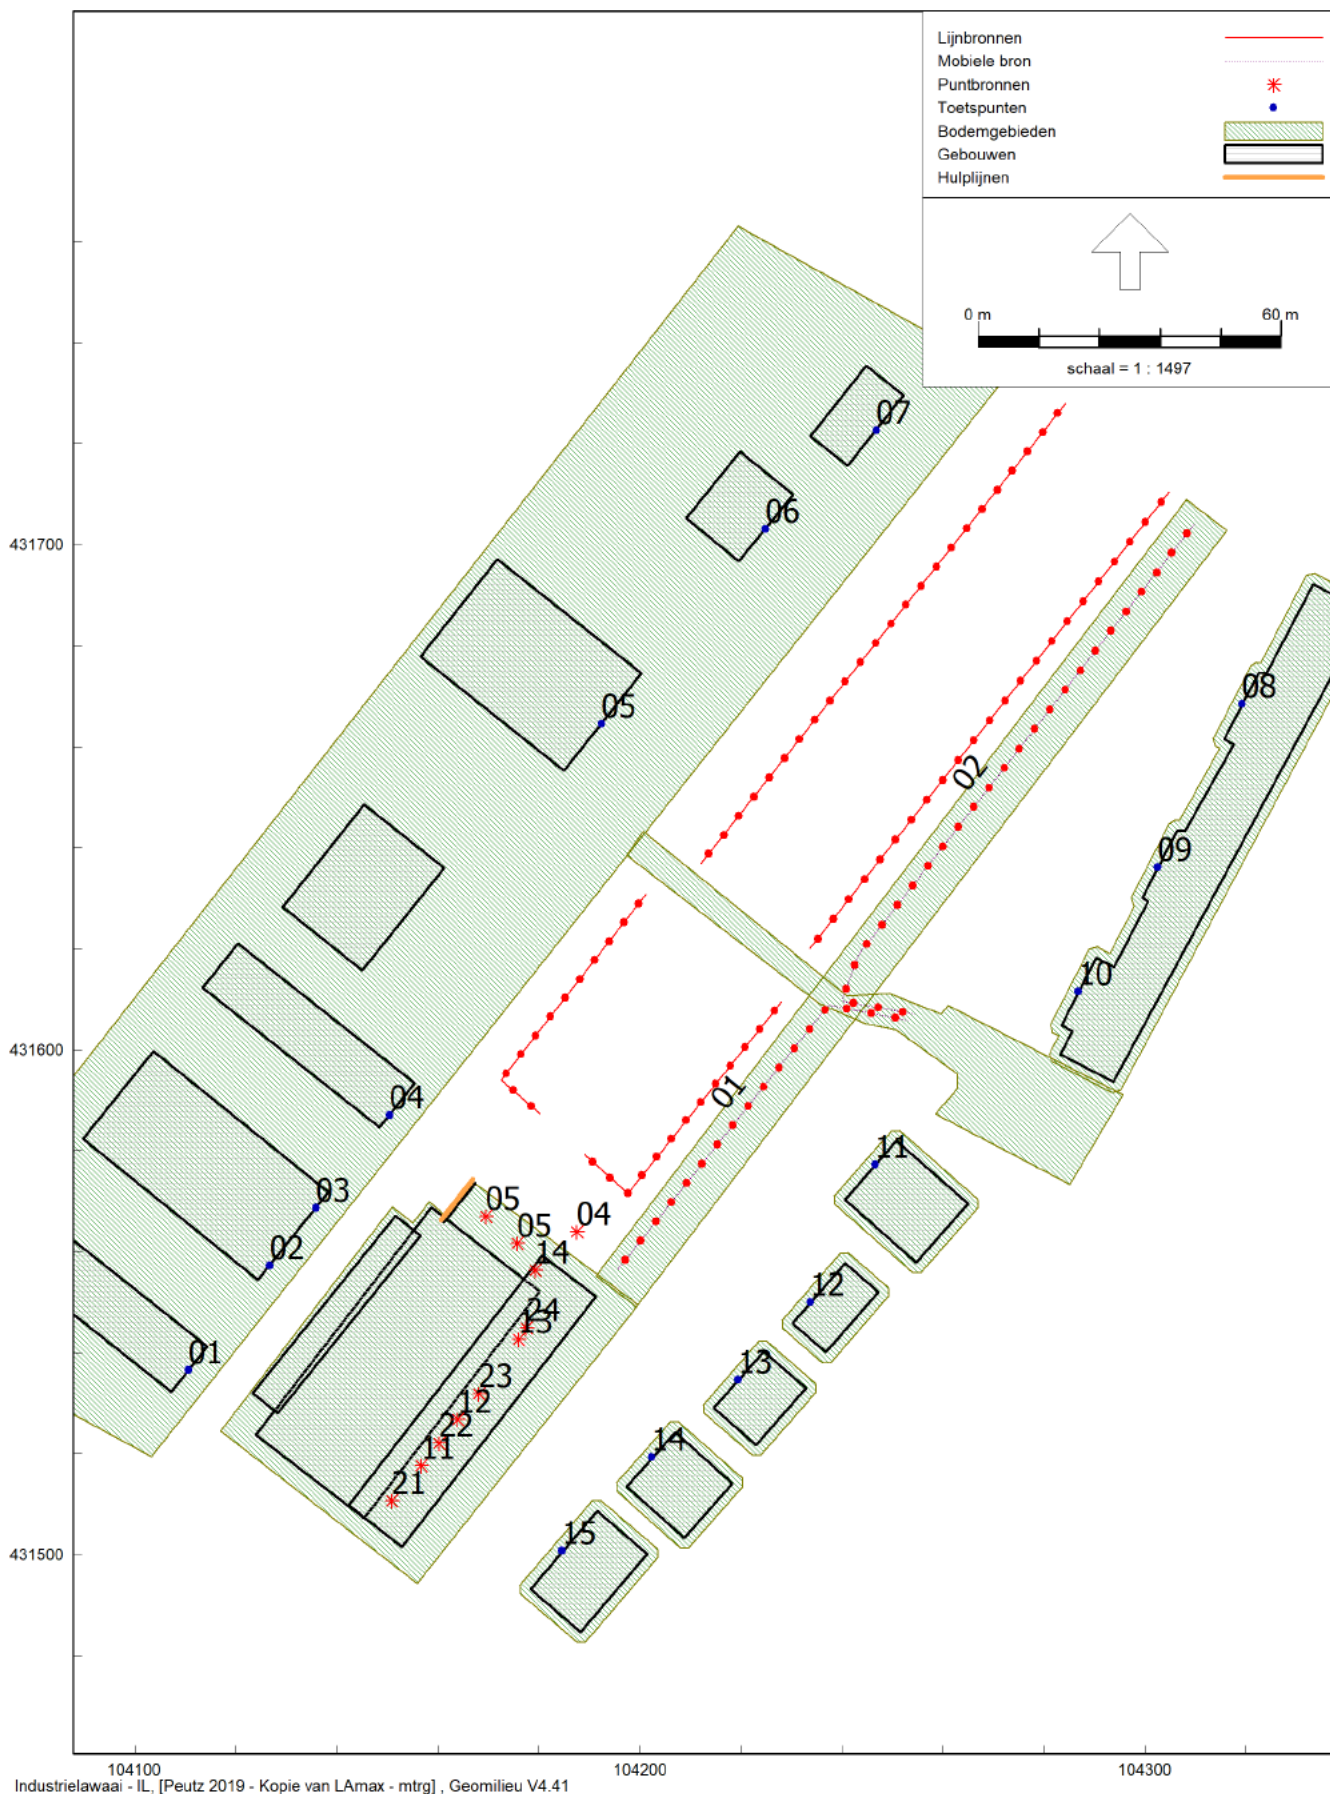 Lijnbronnen
Mobiele bron
Puntbronnen
Toetspunten
Bodemgebieden
Gebouwen
Hulplijnen
0 m 60 m
schaal = 1 : 1497
07
06
431700
05
08
02
09
10
431600
01
04
11
03
05
04
05
02
14
12
24
13
01
13
23
12
22
14
11
21
15
431500
104100 104200 104300
Industrielawaai - IL, [Peutz 2019 - Kopie van LAmax - mtrg] , Geomilieu V4.41